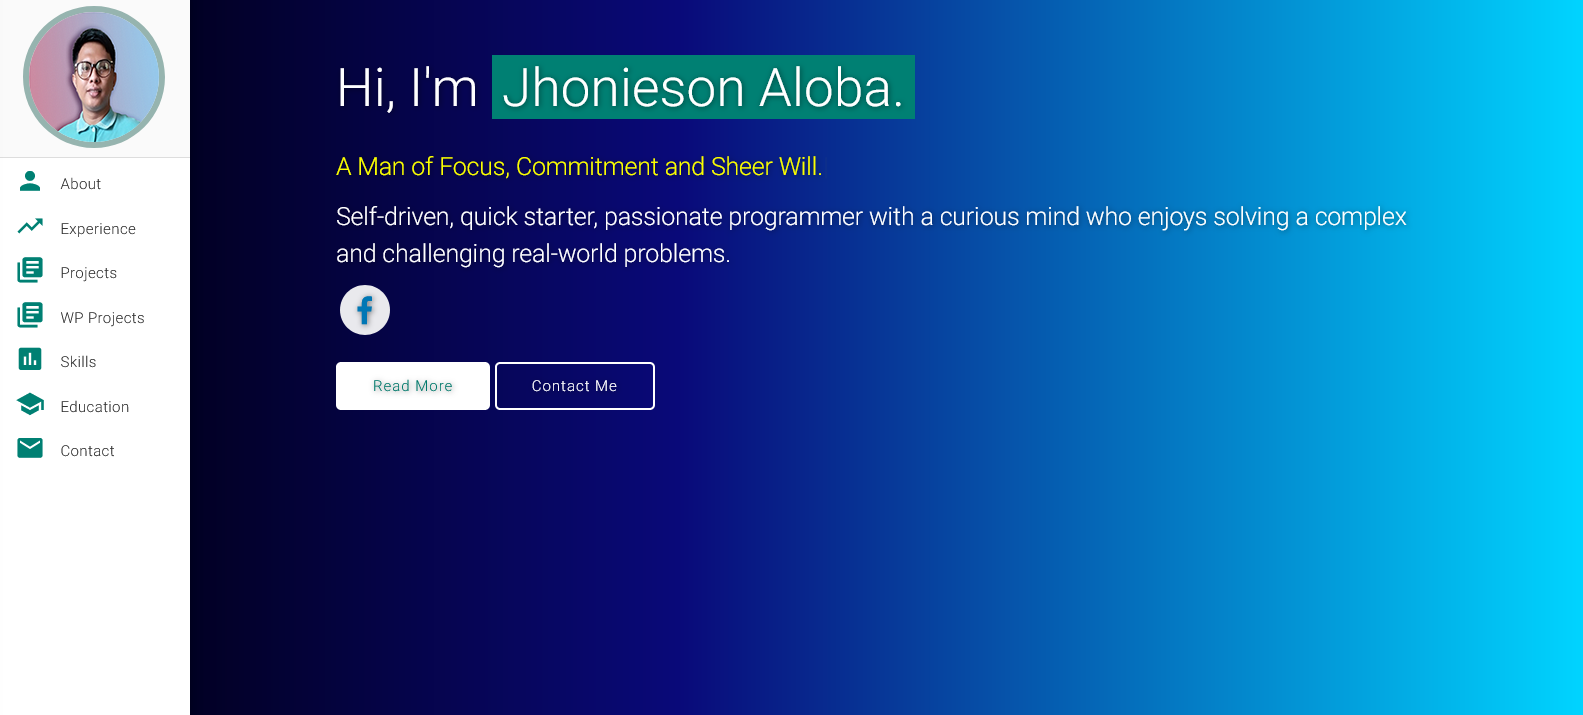 About
Experience
Projects
WP Projects
Skills
Education
Contact
Hi, I'm Jhonieson Aloba.
A Man of Focus, Commitment and Sheer Will.
Self-driven, quick starter, passionate programmer with a curious mind who enjoys solving a complex
and challenging real-world problems.
Read More
Contact Me